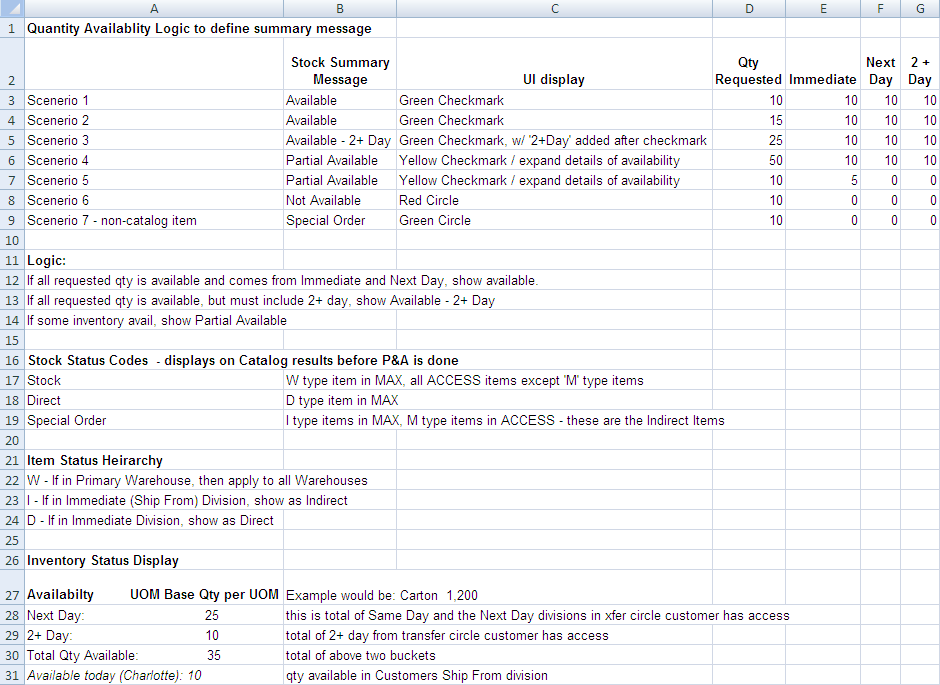 A B C D E F G
1 Quantity Availablity Logic to define summary message
Stock Summary Qty Next 2 +
2 Message UI display Requested Immediate Day Day
3 Scenerio 1 Available Green Checkmark 10 10 10 10
4 Scenerio 2 Available Green Checkmark 15 10 10 10
5 Scenerio 3 Available - 2+ Day Green Checkmark, w/ '2+Day' added after checkmark 25 10 10 10
6 Scenerio 4 Partial Available Yellow Checkmark / expand details of availability 50 10 10 10
7 Scenerio 5 Partial Available Yellow Checkmark / expand details of availability 10 5 0 0
8 Scenerio 6 Not Available Red Circle 10 0 0 0
9 Scenerio 7 - non-catalog item Special Order Green Circle 10 0 0 0
10
11 Logic:
12 If all requested qty is available and comes from Immediate and Next Day, show available.
13 If all requested qty is available, but must include 2+ day, show Available - 2+ Day
14 If some inventory avail, show Partial Available
15
16 Stock Status Codes - displays on Catalog results before P&A is done
17 Stock W type item in MAX, all ACCESS items except 'M' type items
18 Direct D type item in MAX
19 Special Order I type items in MAX, M type items in ACCESS - these are the Indirect Items
20
21 Item Status Heirarchy
22 W - If in Primary Warehouse, then apply to all Warehouses
23 I - If in Immediate (Ship From) Division, show as Indirect
24 D - If in Immediate Division, show as Direct
25
26 Inventory Status Display
27 Availabilty UOM Base Qty per UOM Example would be: Carton 1,200
28 Next Day: 25 this is total of Same Day and the Next Day divisions in xfer circle customer has access
29 2+ Day: 10 total of 2+ day from transfer circle customer has access
30 Total Qty Available: 35 total of above two buckets
31 Available today (Charlotte): 10 qty available in Customers Ship From division